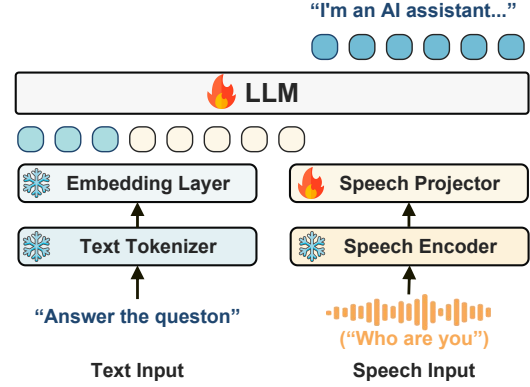 “I'm an AI assistant...”
LLM
Embedding Layer
Speech Projector
Text Tokenizer
Speech Encoder
“Answer the queston”
(“Who are you”)
Text Input
Speech Input